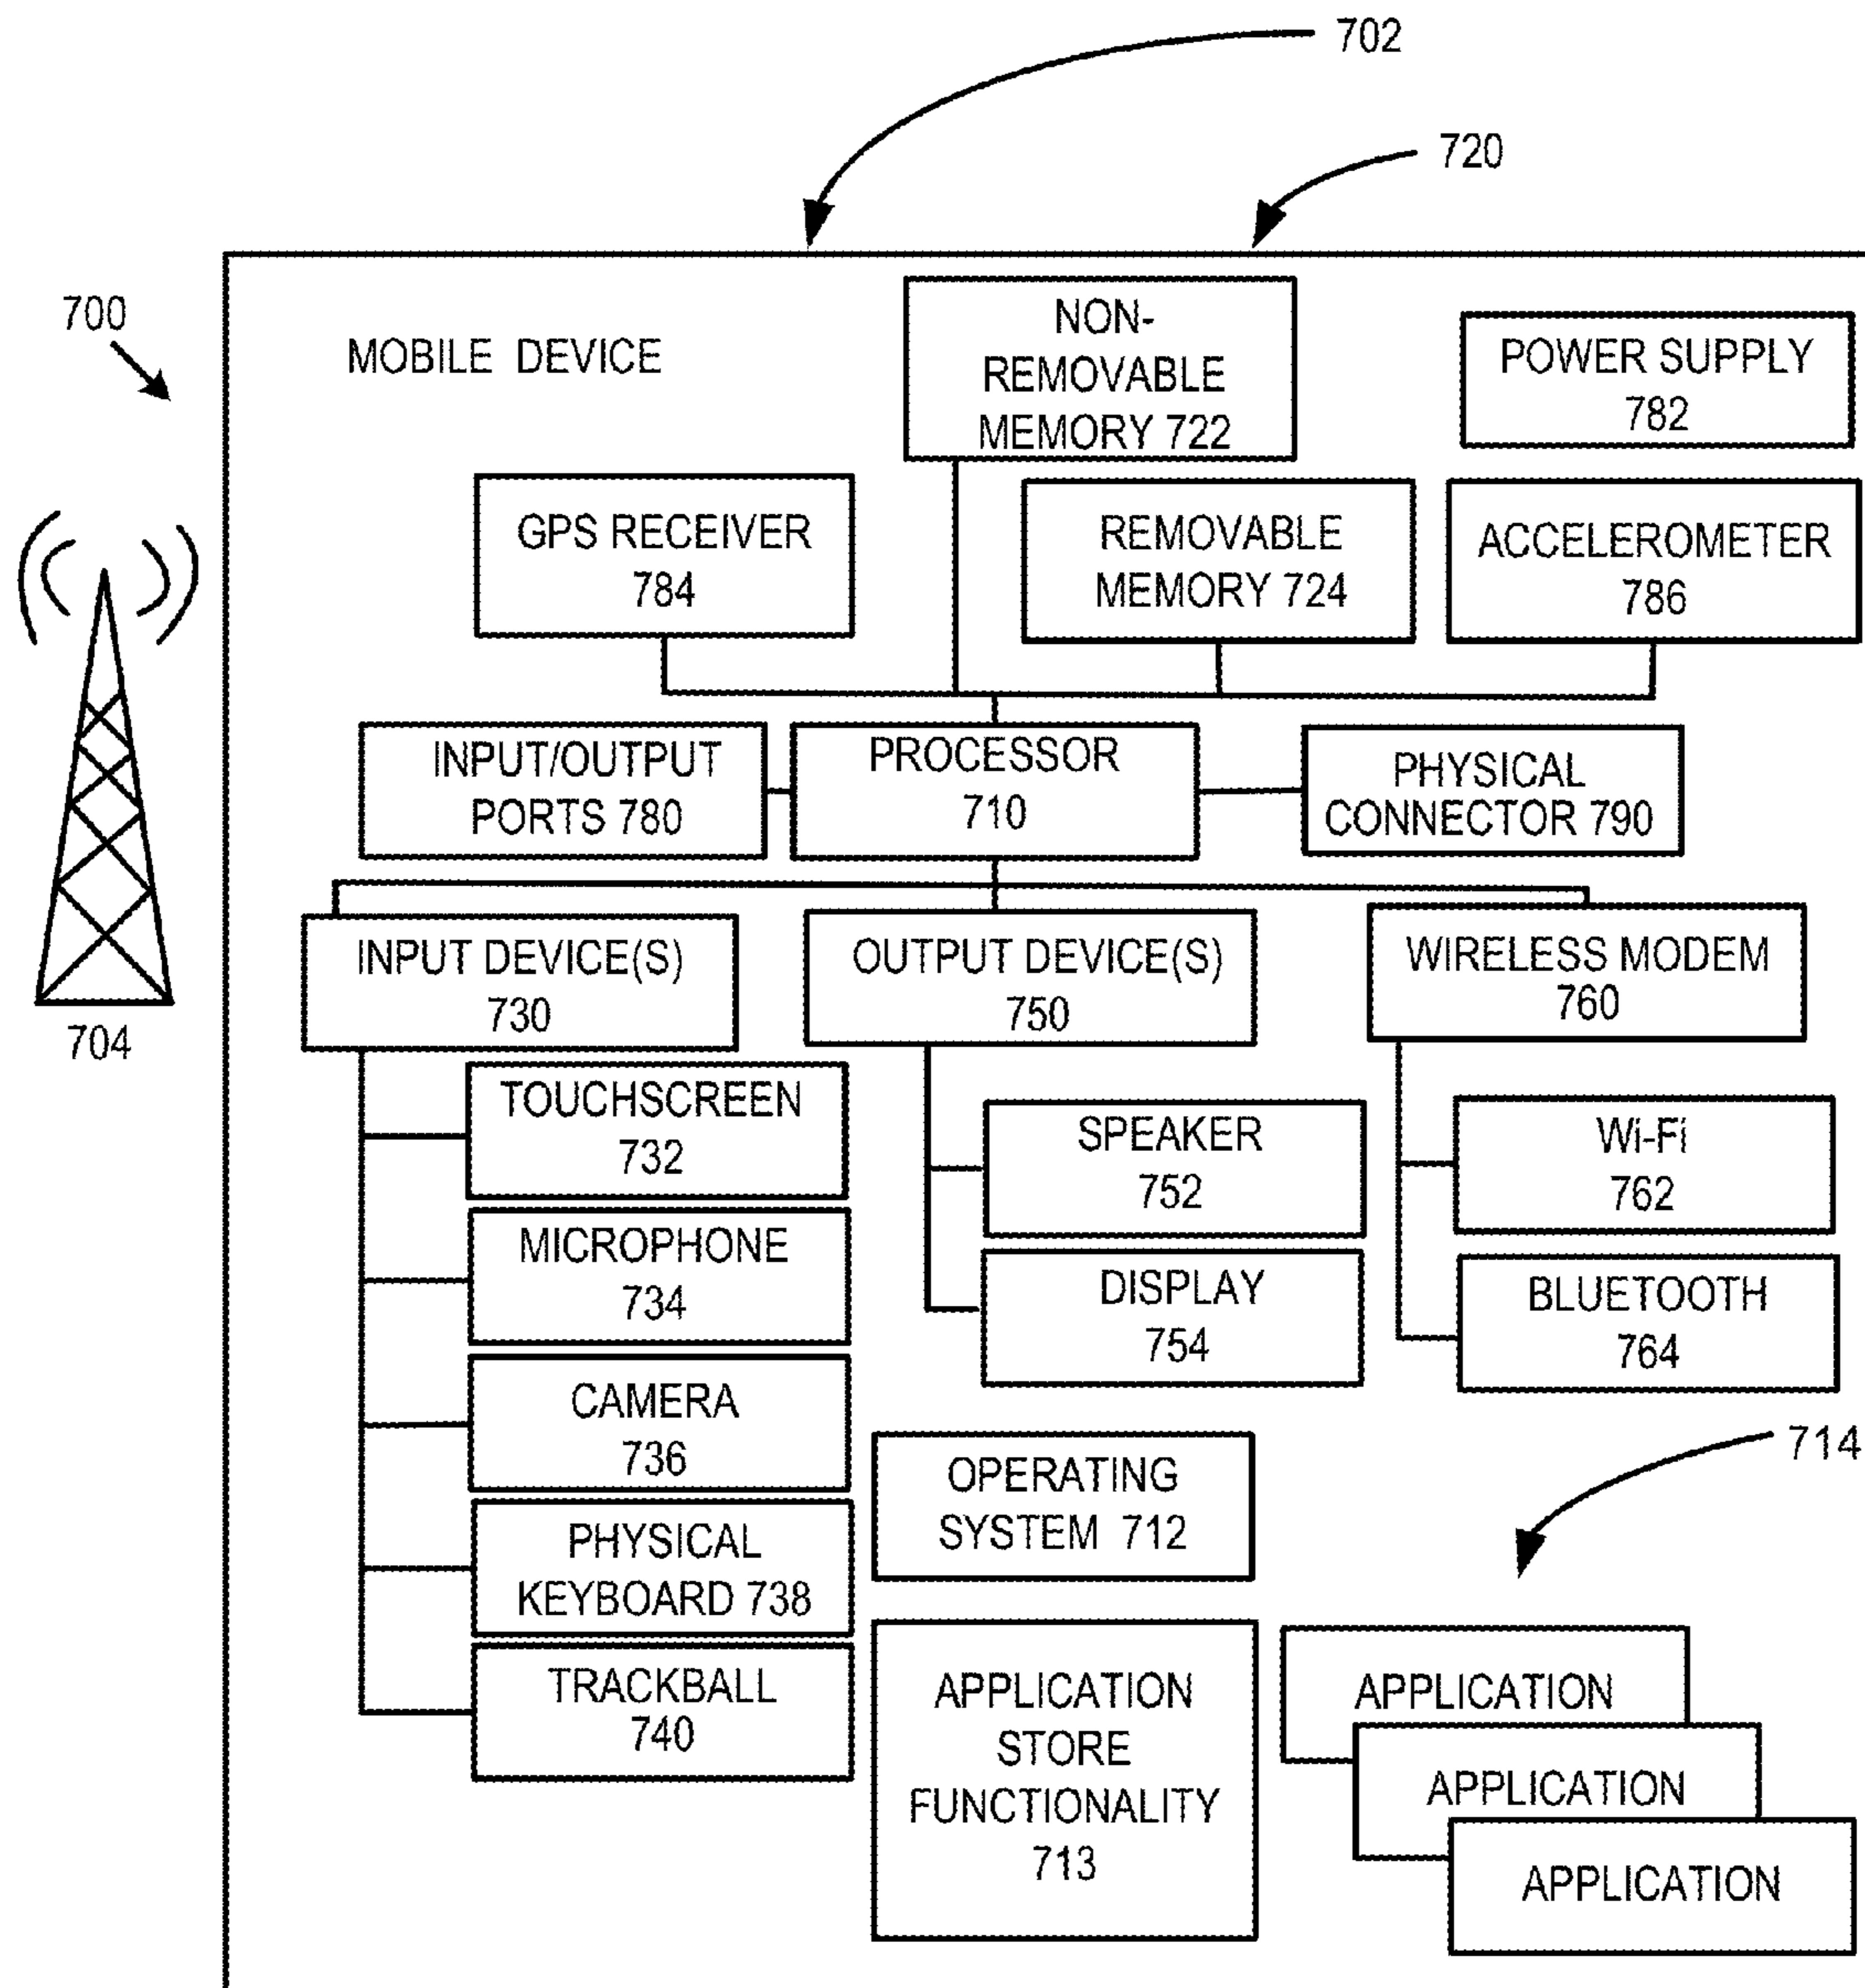 702
720
700
MOBILE DEVICE
NON-
REMOVABLE
MEMORY 722
POWER SUPPLY
782
GPS RECEIVER
784
REMOVABLE
MEMORY 724
ACCELEROMETER
786
INPUT/OUTPUT
PORTS 780
PROCESSOR
710
PHYSICAL
CONNECTOR 790
704
INPUT DEVICE(S)
730
OUTPUT DEVICE(S)
750
WIRELESS MODEM
760
TOUCHSCREEN
732
MICROPHONE
734
CAMERA
736
PHYSICAL
KEYBOARD 738
TRACKBALL
740
SPEAKER
752
DISPLAY
754
Wi-Fi
762
BLUETOOTH
764
OPERATING
SYSTEM 712
APPLICATION
STORE
FUNCTIONALITY
713
714
APPLICATION
APPLICATION
APPLICATION